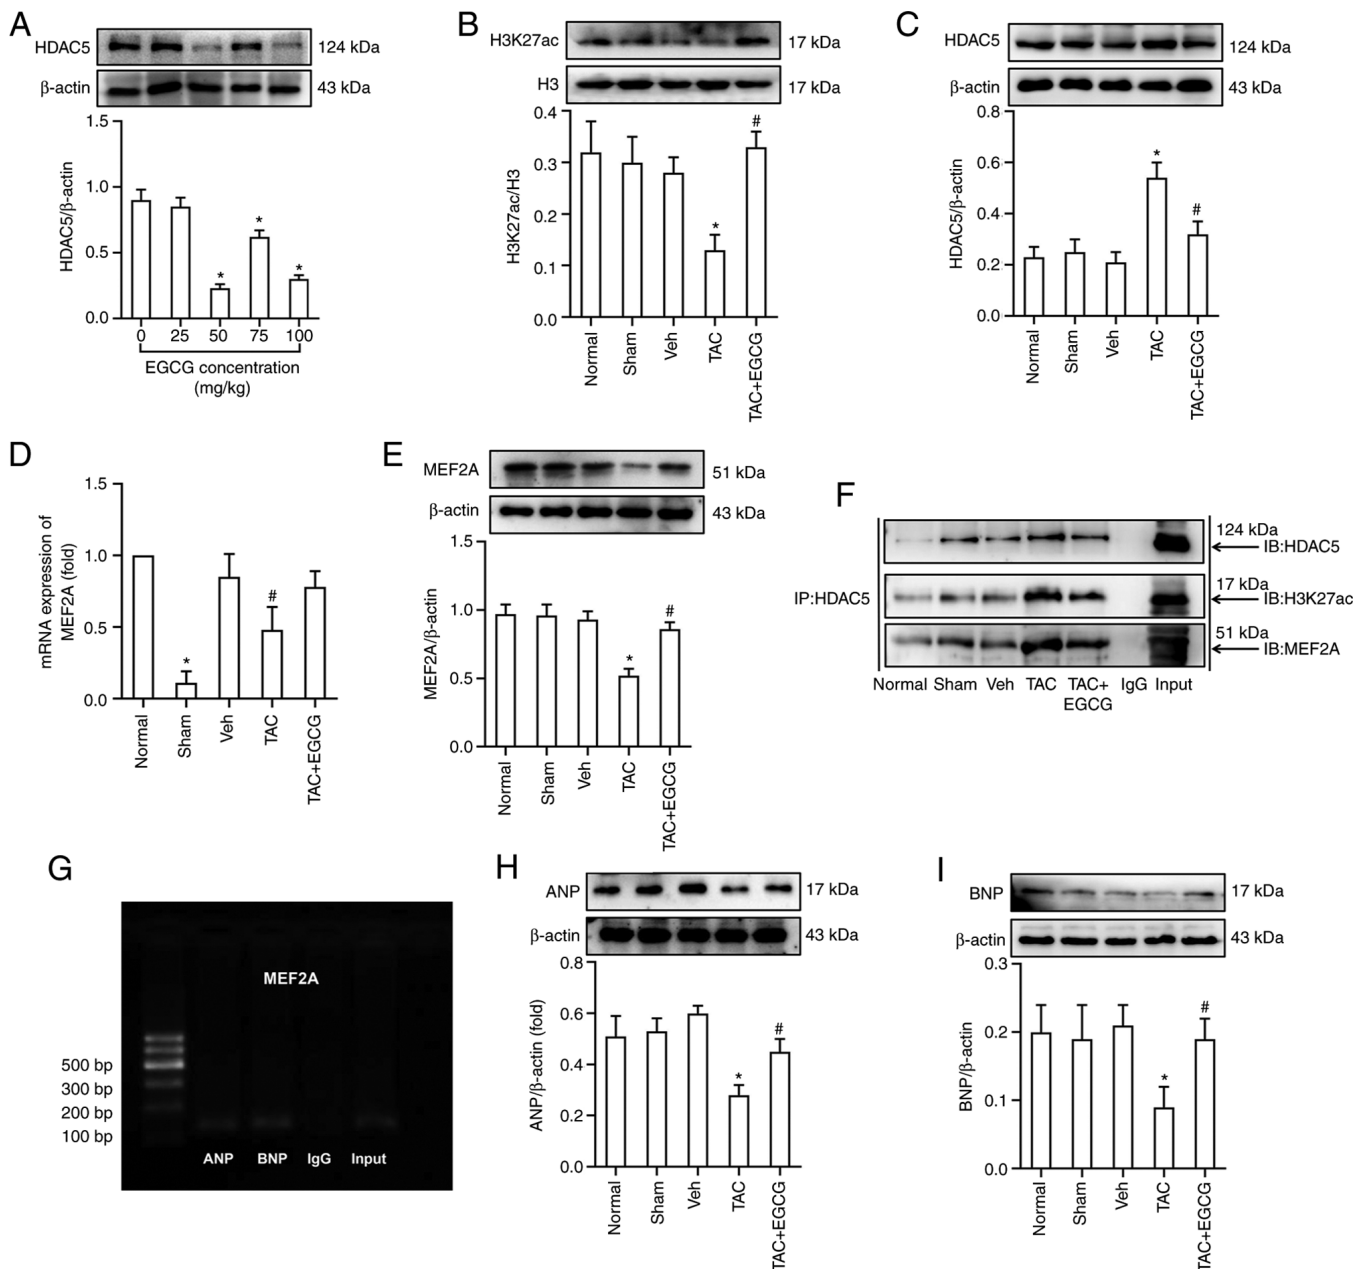 A
HDAC5
124 kDa
β-actin
43 kDa
HDAC5/β-actin
1.5
1.0
0.5
0.0
*
*
*
0 25 50 75 100
EGCG concentration
(mg/kg)
B
H3K27ac
17 kDa
H3
17 kDa
H3K27ac/H3
0.4
0.3
0.2
0.1
0.0
*
#
Normal
Sham
Veh
TAC
TAC+EGCG
C
HDAC5
124 kDa
β-actin
43 kDa
HDAC5/β-actin
0.8
0.6
0.4
0.2
0.0
*
#
Normal
Sham
Veh
TAC
TAC+EGCG
D
mRNA expression of
MEF2A (fold)
1.5
1.0
0.5
0.0
*
#
Normal
Sham
Veh
TAC
TAC+EGCG
E
MEF2A
51 kDa
β-actin
43 kDa
MEF2A/β-actin
1.5
1.0
0.5
0.0
*
#
Normal
Sham
Veh
TAC
TAC+EGCG
F
IP:HDAC5
124 kDa
IB:HDAC5
17 kDa
IB:H3K27ac
51 kDa
IB:MEF2A
Normal Sham Veh TAC TAC+ IgG Input
EGCG
G
MEF2A
500 bp
300 bp
200 bp
100 bp
ANP BNP IgG Input
H
ANP
17 kDa
β-actin
43 kDa
ANP/β-actin (fold)
0.8
0.6
0.4
0.2
0.0
*
#
Normal
Sham
Veh
TAC
TAC+EGCG
I
BNP
17 kDa
β-actin
43 kDa
BNP/β-actin
0.3
0.2
0.1
0.0
*
#
Normal
Sham
Veh
TAC
TAC+EGCG